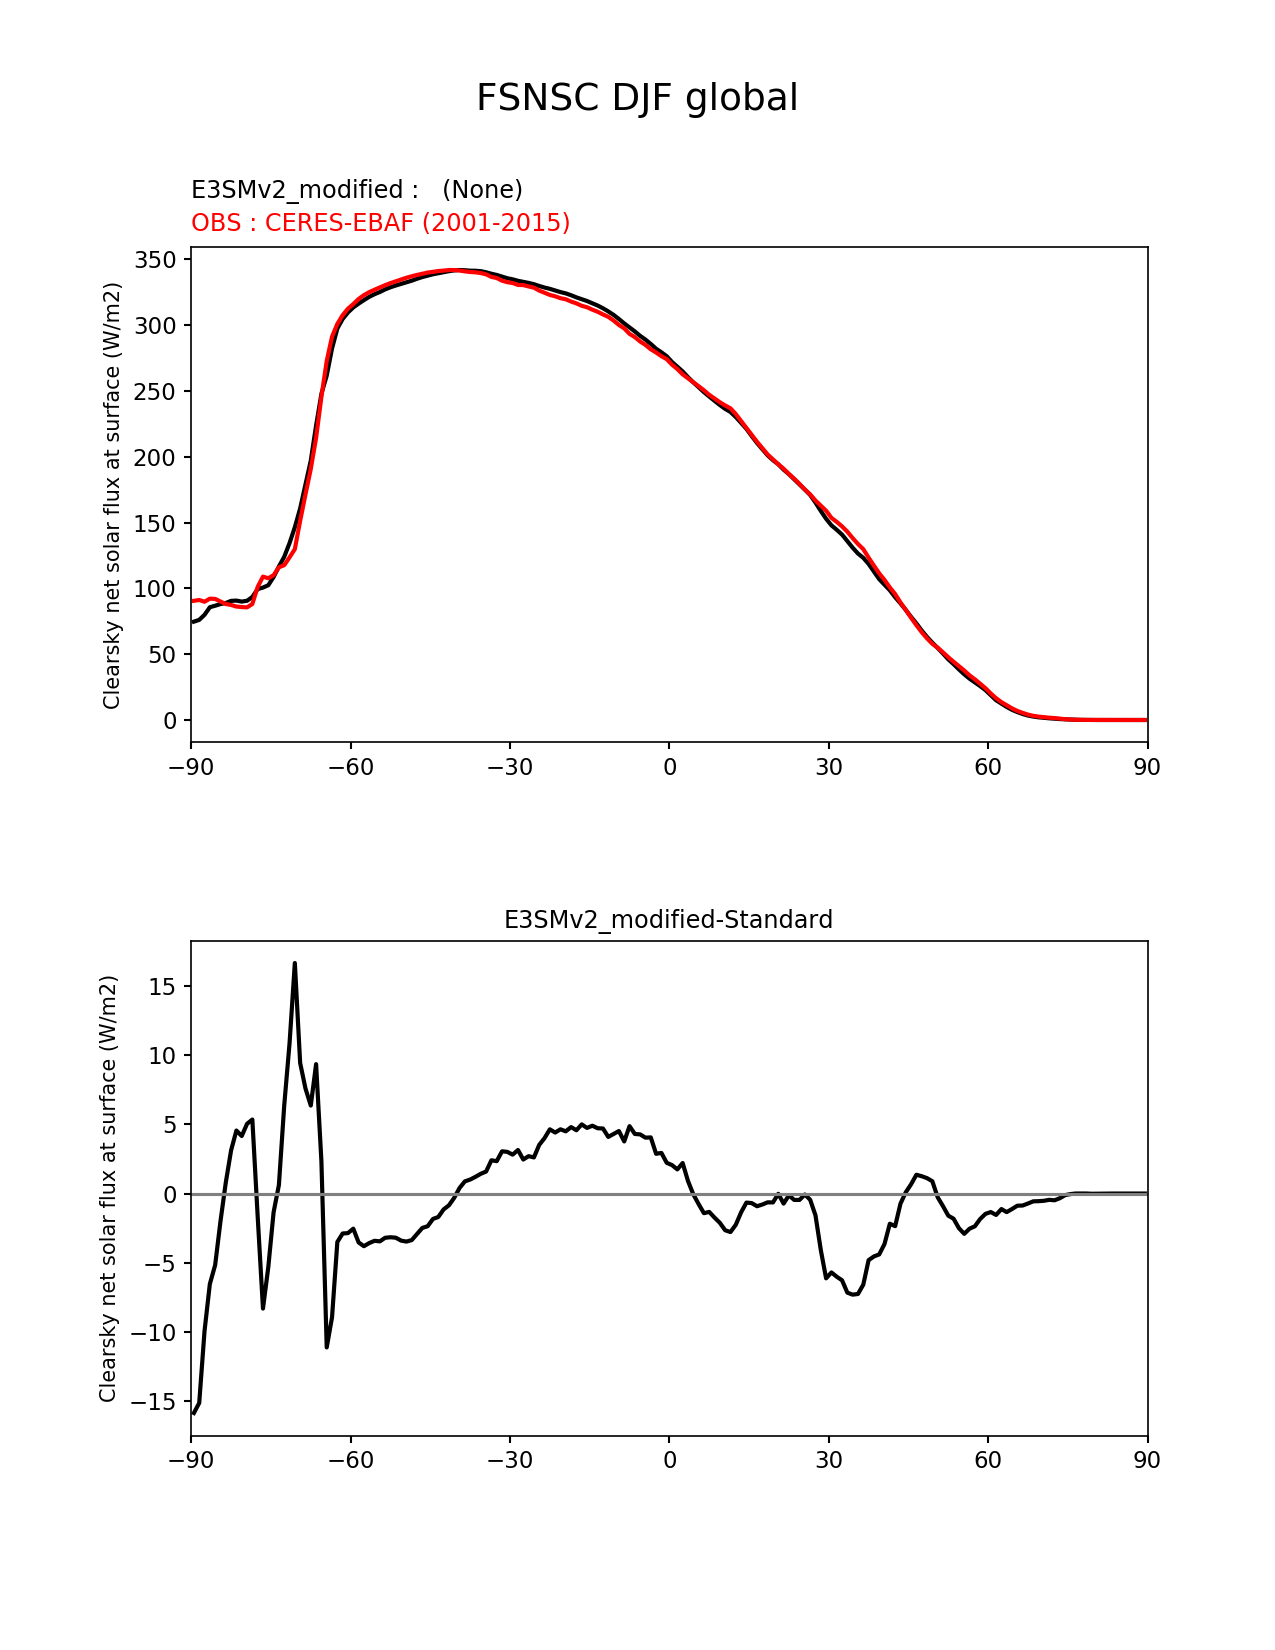 FSNSC DJF global
E3SMv2_modified :   (None)
OBS : CERES-EBAF (2001-2015)
Clearsky net solar flux at surface (W/m2)
350
300
250
200
150
100
50
0
−90 −60 −30 0 30 60 90
E3SMv2_modified-Standard
Clearsky net solar flux at surface (W/m2)
15
10
5
0
−5
−10
−15
−90 −60 −30 0 30 60 90